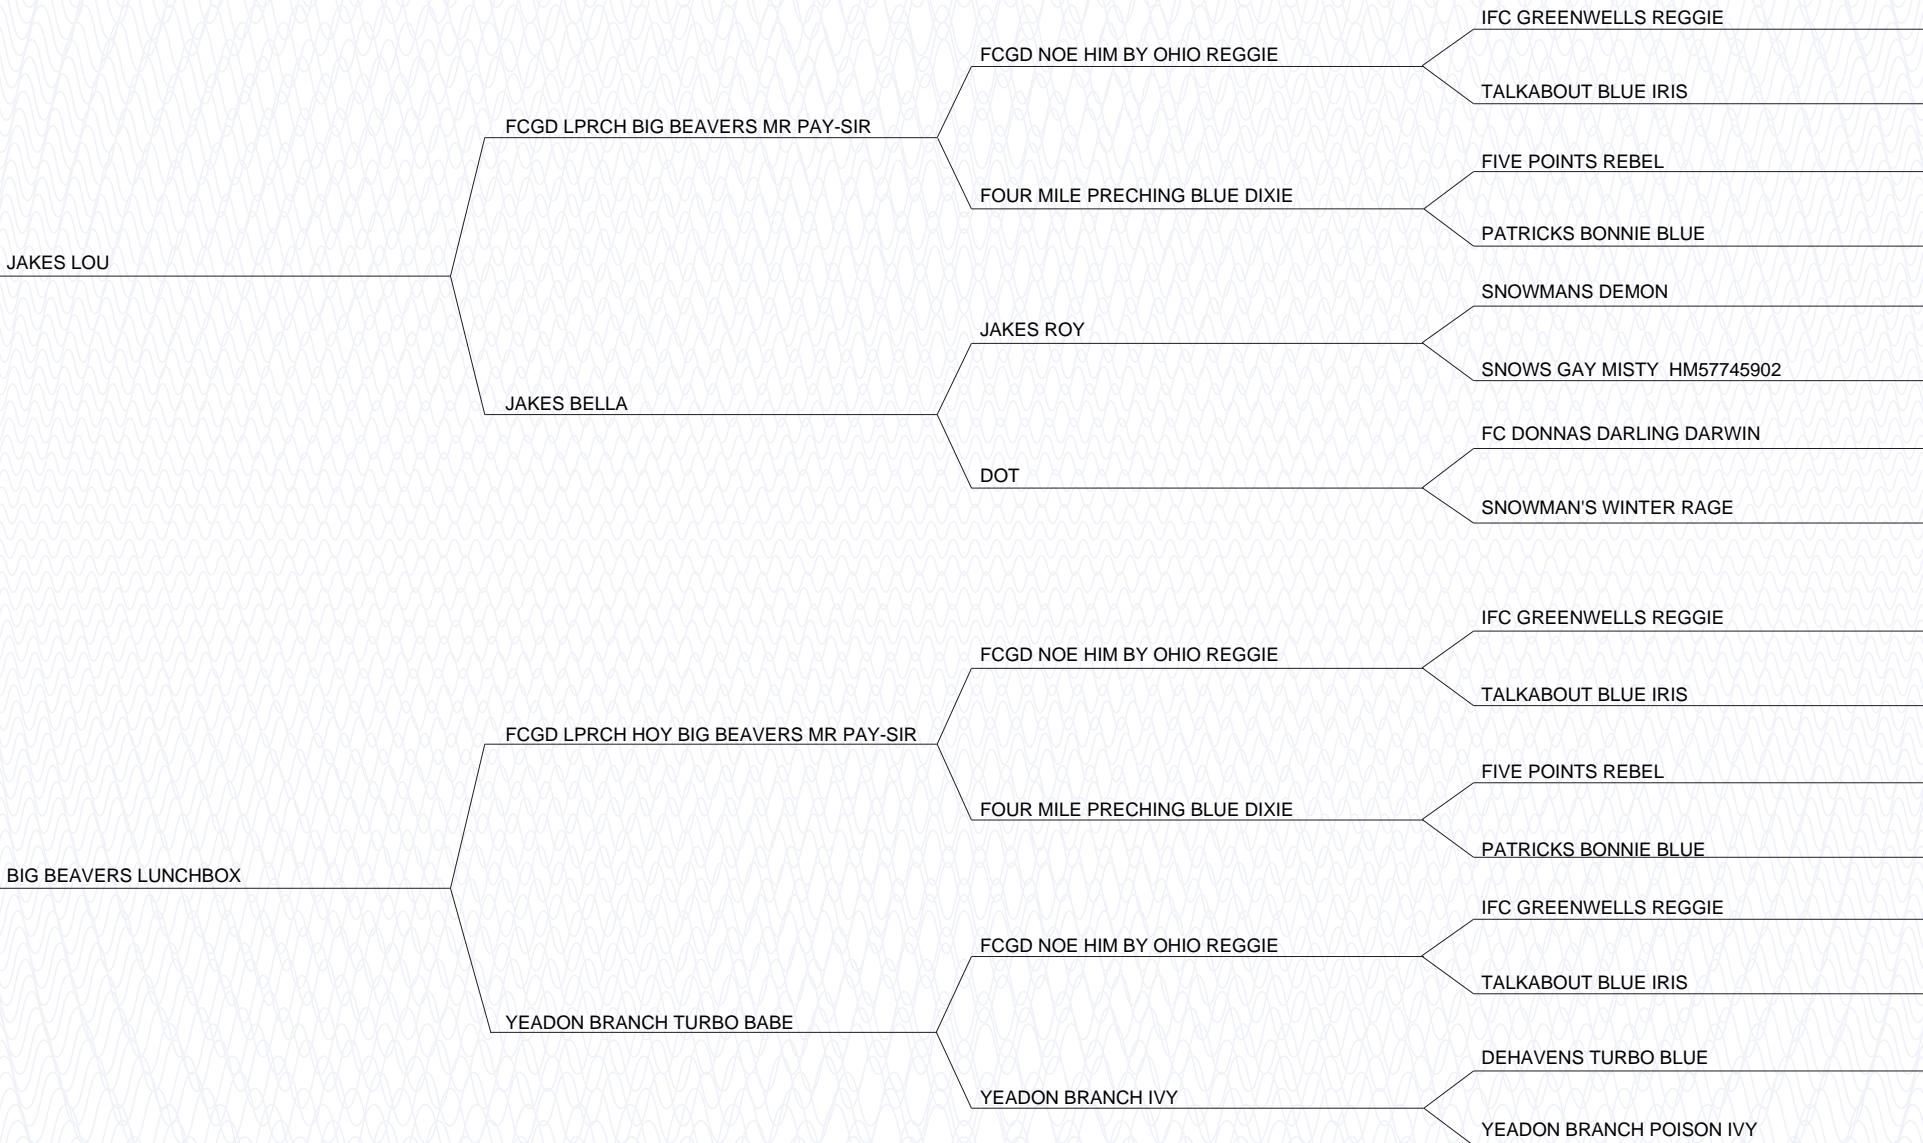 IFC GREENWELLS REGGIE
FCGD NOE HIM BY OHIO REGGIE
TALKABOUT BLUE IRIS
FCGD LPRCH BIG BEAVERS MR PAY-SIR
FIVE POINTS REBEL
FOUR MILE PRECHING BLUE DIXIE
PATRICKS BONNIE BLUE
JAKES LOU
SNOWMANS DEMON
JAKES ROY
SNOWS GAY MISTY  HM57745902
JAKES BELLA
FC DONNAS DARLING DARWIN
DOT
SNOWMAN'S WINTER RAGE
IFC GREENWELLS REGGIE
FCGD NOE HIM BY OHIO REGGIE
TALKABOUT BLUE IRIS
FCGD LPRCH HOY BIG BEAVERS MR PAY-SIR
FIVE POINTS REBEL
FOUR MILE PRECHING BLUE DIXIE
PATRICKS BONNIE BLUE
BIG BEAVERS LUNCHBOX
IFC GREENWELLS REGGIE
FCGD NOE HIM BY OHIO REGGIE
TALKABOUT BLUE IRIS
YEADON BRANCH TURBO BABE
DEHAVENS TURBO BLUE
YEADON BRANCH IVY
YEADON BRANCH POISON IVY